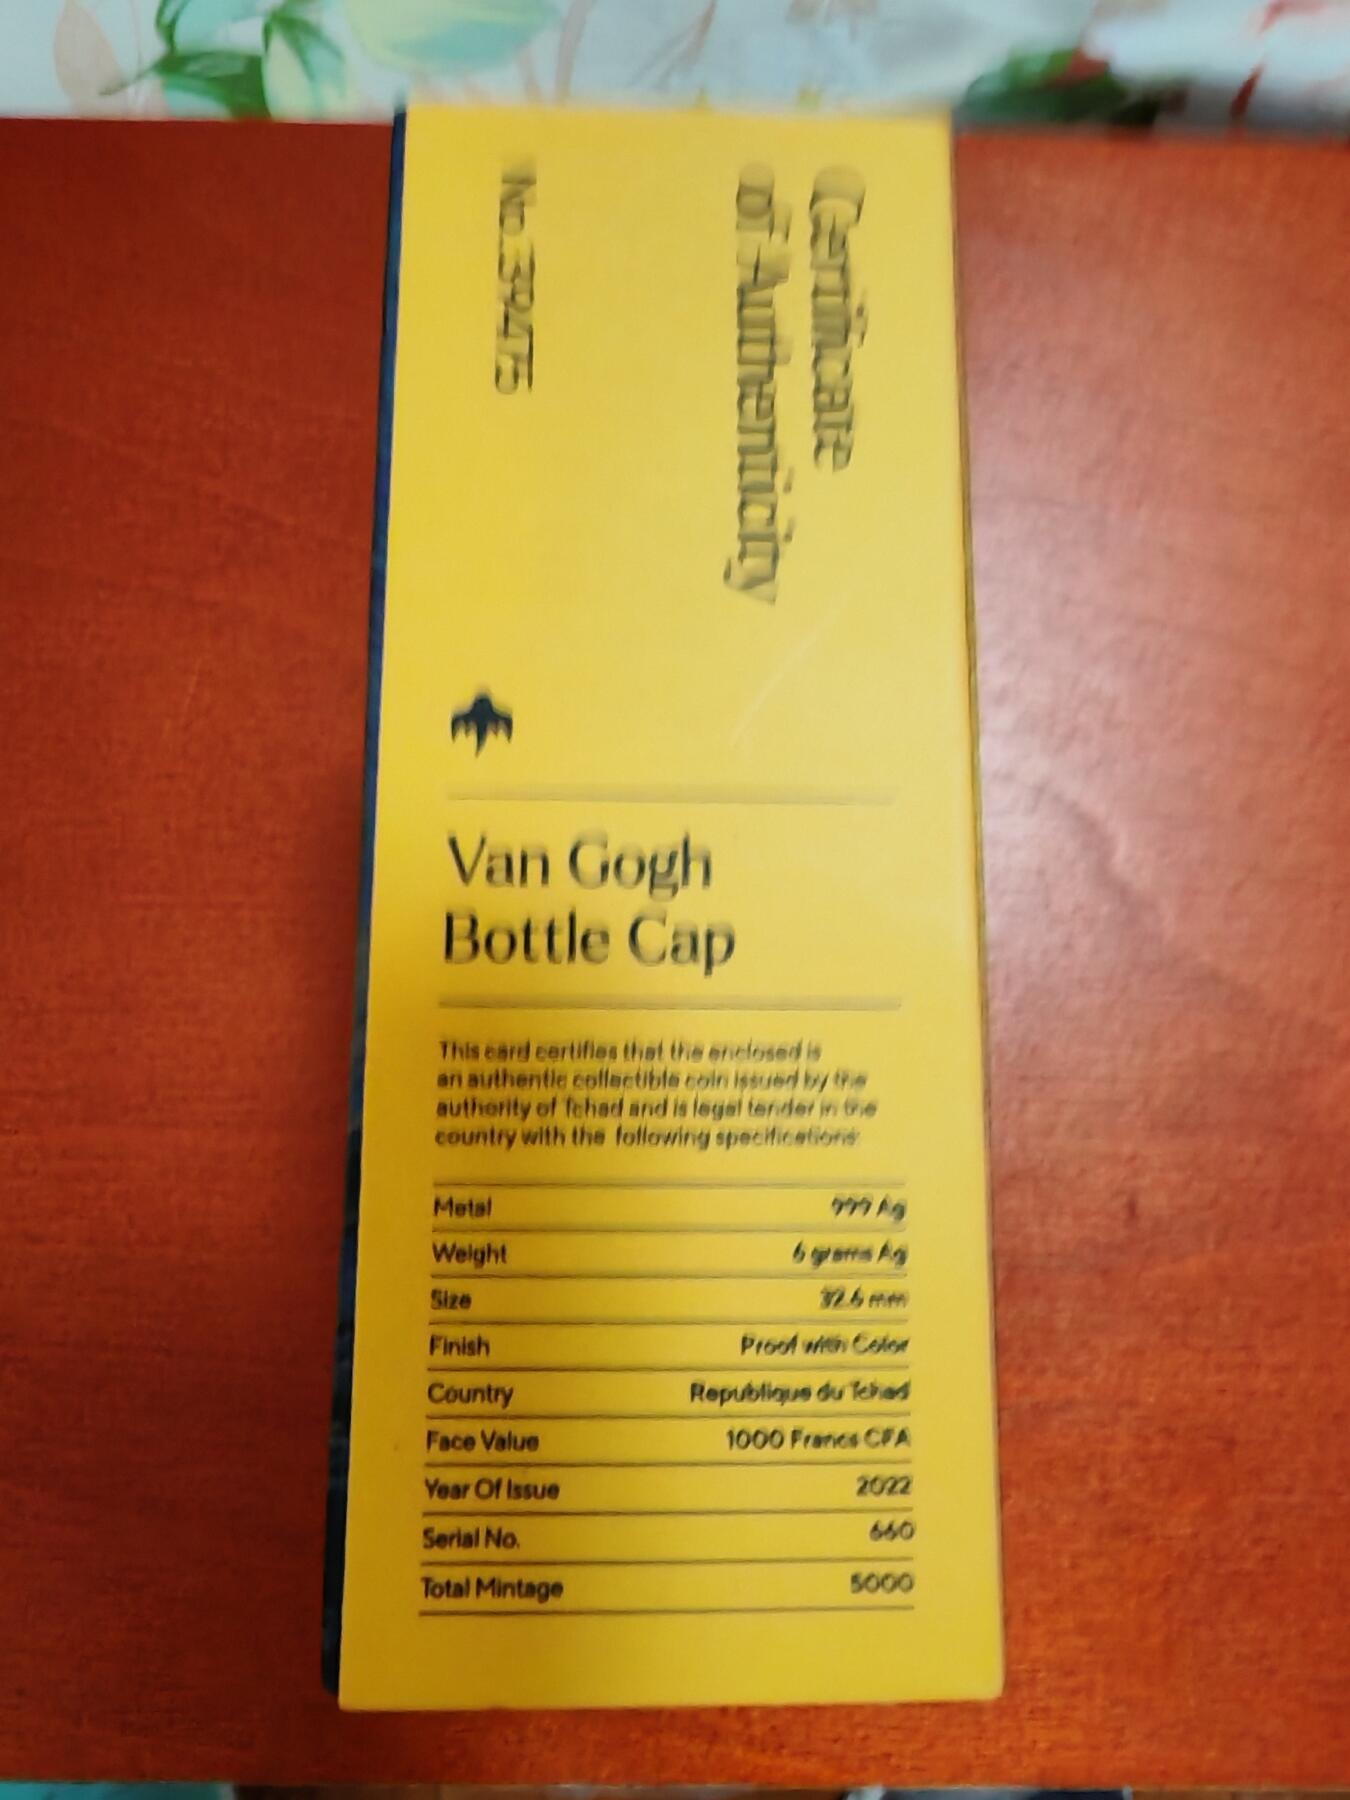 Certificate
of Authenticity
No. 39475
Van Gogh
Bottle Cap
This card certifies that the enclosed is
an authentic collectible coin issued by the
authority of Tchad and is legal tender in the
country with the following specifications:
Metal 999 Ag
Weight 6 grams Ag
Size 32.6 mm
Finish Proof with Color
Country Republique du Tchad
Face Value 1000 Francs CFA
Year Of Issue 2022
Serial No. 660
Total Mintage 5000